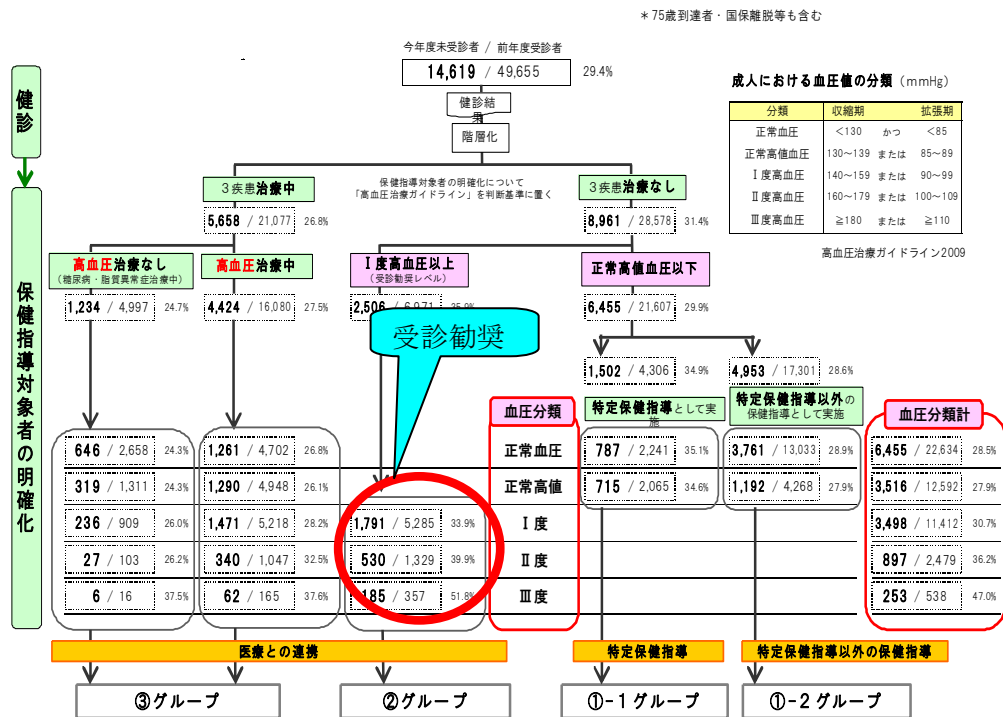 ＊75歳到達者・国保離脱等も含む
今年度未受診者 / 前年度受診者
14,619 / 49,655 29.4%
健診
健診結果
階層化
成人における血圧値の分類（mmHg）
分類 収縮期 拡張期
正常血圧 <130 かつ <85
正常高値血圧 130～139 または 85～89
Ⅰ度高血圧 140～159 または 90～99
Ⅱ度高血圧 160～179 または 100～109
Ⅲ度高血圧 ≧180 または ≧110
高血圧治療ガイドライン2009
保健指導対象者の明確化について
「高血圧治療ガイドライン」を判断基準に置く
3疾患治療中
5,658 / 21,077 26.8%
3疾患治療なし
8,961 / 28,578 31.4%
保健指導対象者の明確化
高血圧治療なし
（糖尿病・脂質異常症治療中）
1,234 / 4,997 24.7%
高血圧治療中
4,424 / 16,080 27.5%
Ⅰ度高血圧以上
（受診勧奨レベル）
2,506 / 6,971
正常高値血圧以下
6,455 / 21,607 29.9%
受診勧奨
1,502 / 4,306 34.9%
4,953 / 17,301 28.6%
血圧分類
特定保健指導として実施
特定保健指導以外の
保健指導として実施
血圧分類計
646 / 2,658 24.3% 1,261 / 4,702 26.8% 正常血圧 787 / 2,241 35.1% 3,761 / 13,033 28.9% 6,455 / 22,634 28.5%
319 / 1,311 24.3% 1,290 / 4,948 26.1% 正常高値 715 / 2,065 34.6% 1,192 / 4,268 27.9% 3,516 / 12,592 27.9%
236 / 909 26.0% 1,471 / 5,218 28.2% 1,791 / 5,285 33.9% Ⅰ度 3,498 / 11,412 30.7%
27 / 103 26.2% 340 / 1,047 32.5% 530 / 1,329 39.9% Ⅱ度 897 / 2,479 36.2%
6 / 16 37.5% 62 / 165 37.6% 185 / 357 51.8% Ⅲ度 253 / 538 47.0%
医療との連携
特定保健指導
特定保健指導以外の保健指導
③グループ
②グループ
①-1 グループ
①-2 グループ